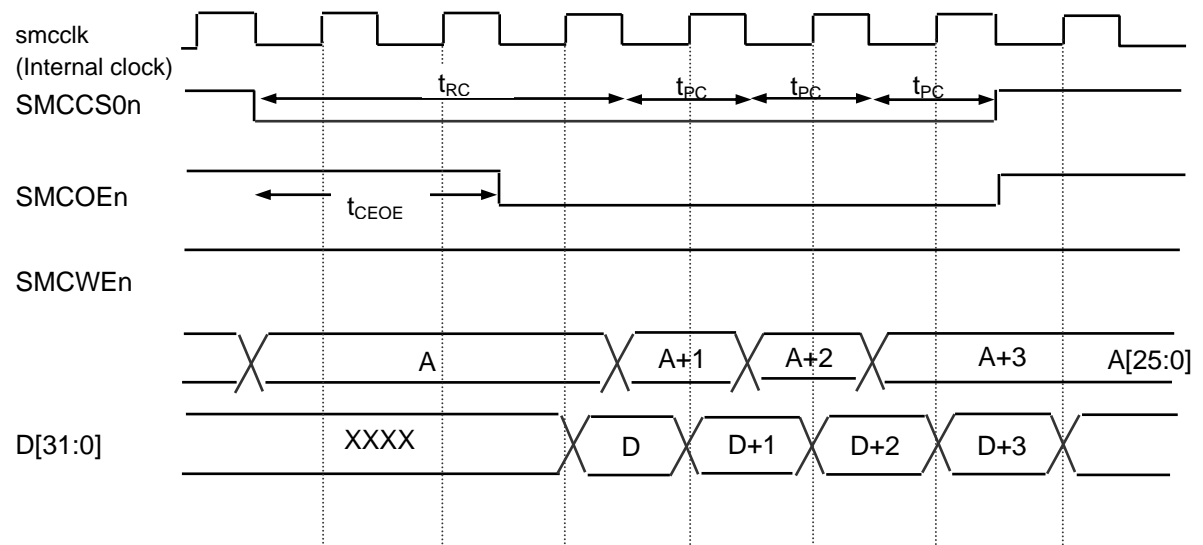 smcclk
(Internal clock)
tRC tPC tPC tPC
SMCCS0n
SMCOEn
tCEOE
SMCWEn
A A+1 A+2 A+3 A[25:0]
D[31:0] XXXX D D+1 D+2 D+3